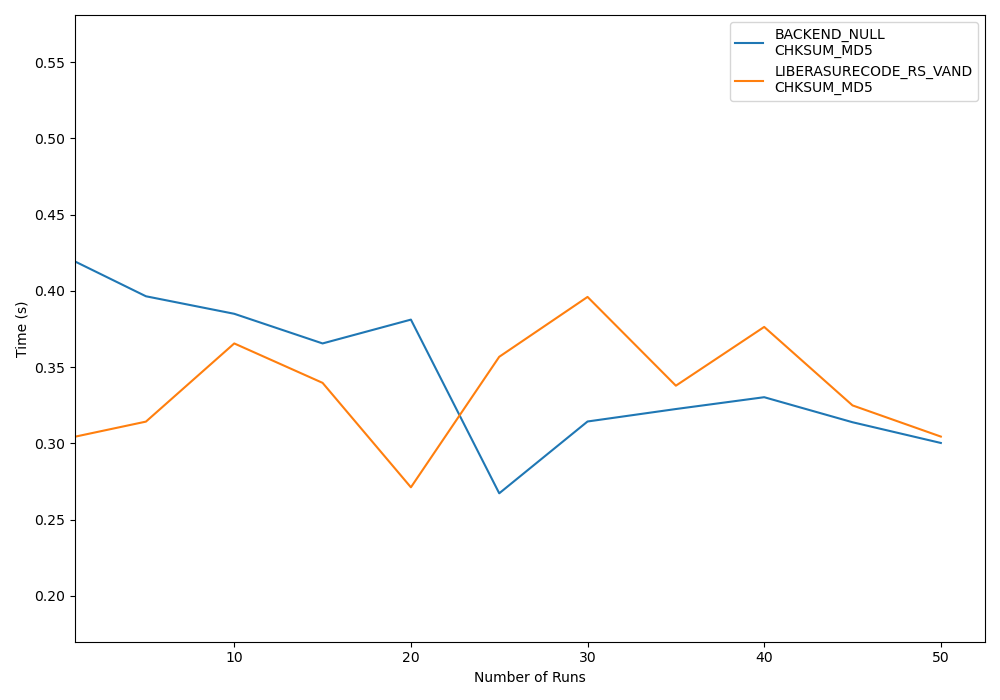 BACKEND_NULL
CHKSUM_MD5
LIBERASURECODE_RS_VAND
CHKSUM_MD5
0.55
0.50
0.45
0.40
0.35
0.30
0.25
0.20
Time (s)
10 20 30 40 50
Number of Runs